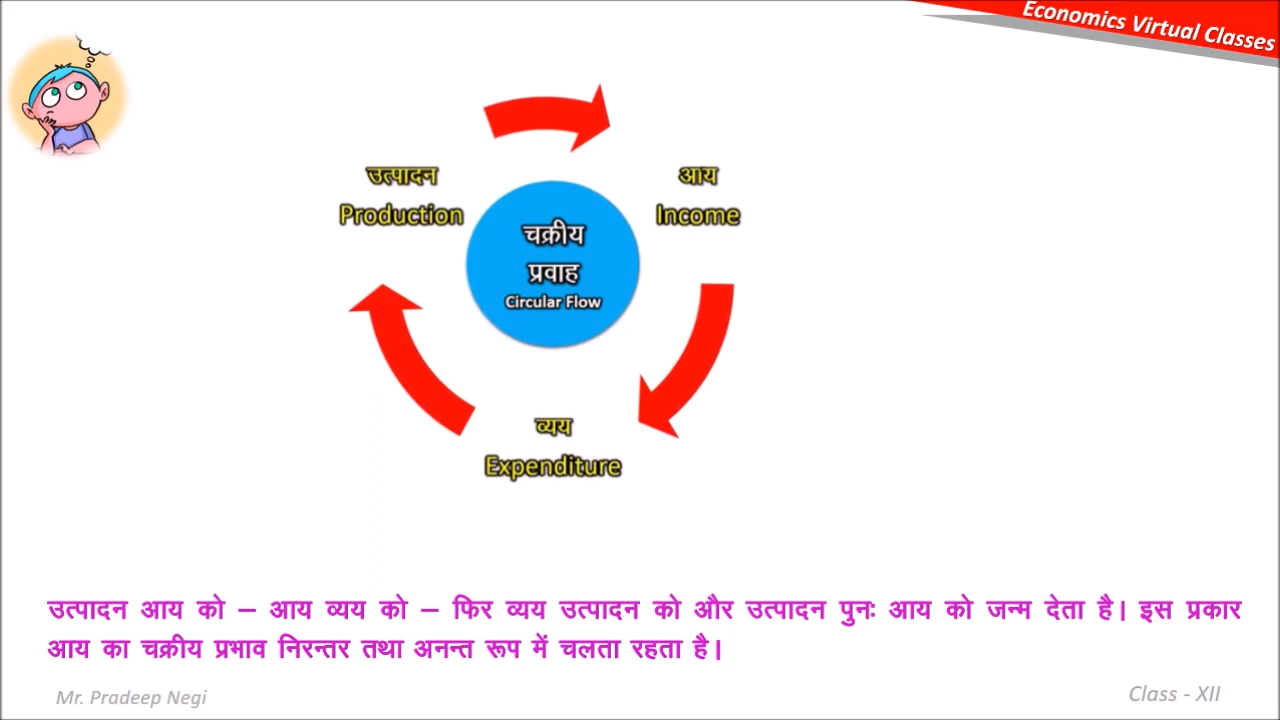 Economics Virtual Classes
उत्पादन
Production
आय
Income
चक्रीय
प्रवाह
Circular Flow
व्यय
Expenditure
उत्पादन आय को – आय व्यय को – फिर व्यय उत्पादन को और उत्पादन पुनः आय को जन्म देता है। इस प्रकार
आय का चक्रीय प्रभाव निरन्तर तथा अनन्त रूप में चलता रहता है।
Mr. Pradeep Negi
Class - XII